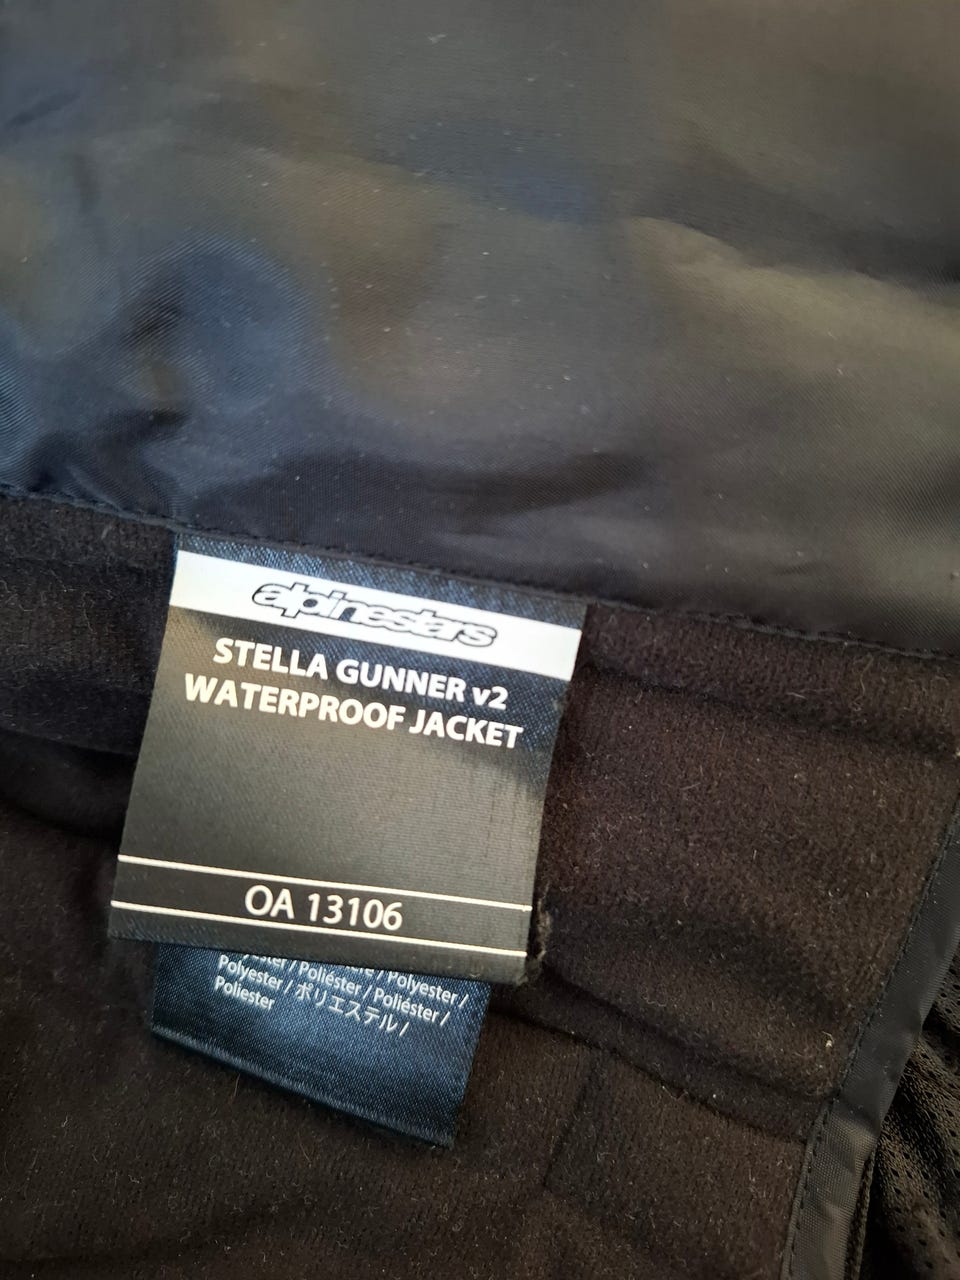 alpinestars
STELLA GUNNER v2
WATERPROOF JACKET
OA 13106
/ Poliéster / / Polyester /
Polyester / ポリエステル / Poliéster /
Poliester